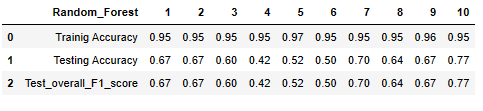 Random_Forest 1 2 3 4 5 6 7 8 9 10
0 Trainig Accuracy 0.95 0.95 0.95 0.95 0.97 0.95 0.95 0.95 0.96 0.95
1 Testing Accuracy 0.67 0.67 0.60 0.42 0.52 0.50 0.70 0.64 0.67 0.77
2 Test_overall_F1_score 0.67 0.67 0.60 0.42 0.52 0.50 0.70 0.64 0.67 0.77